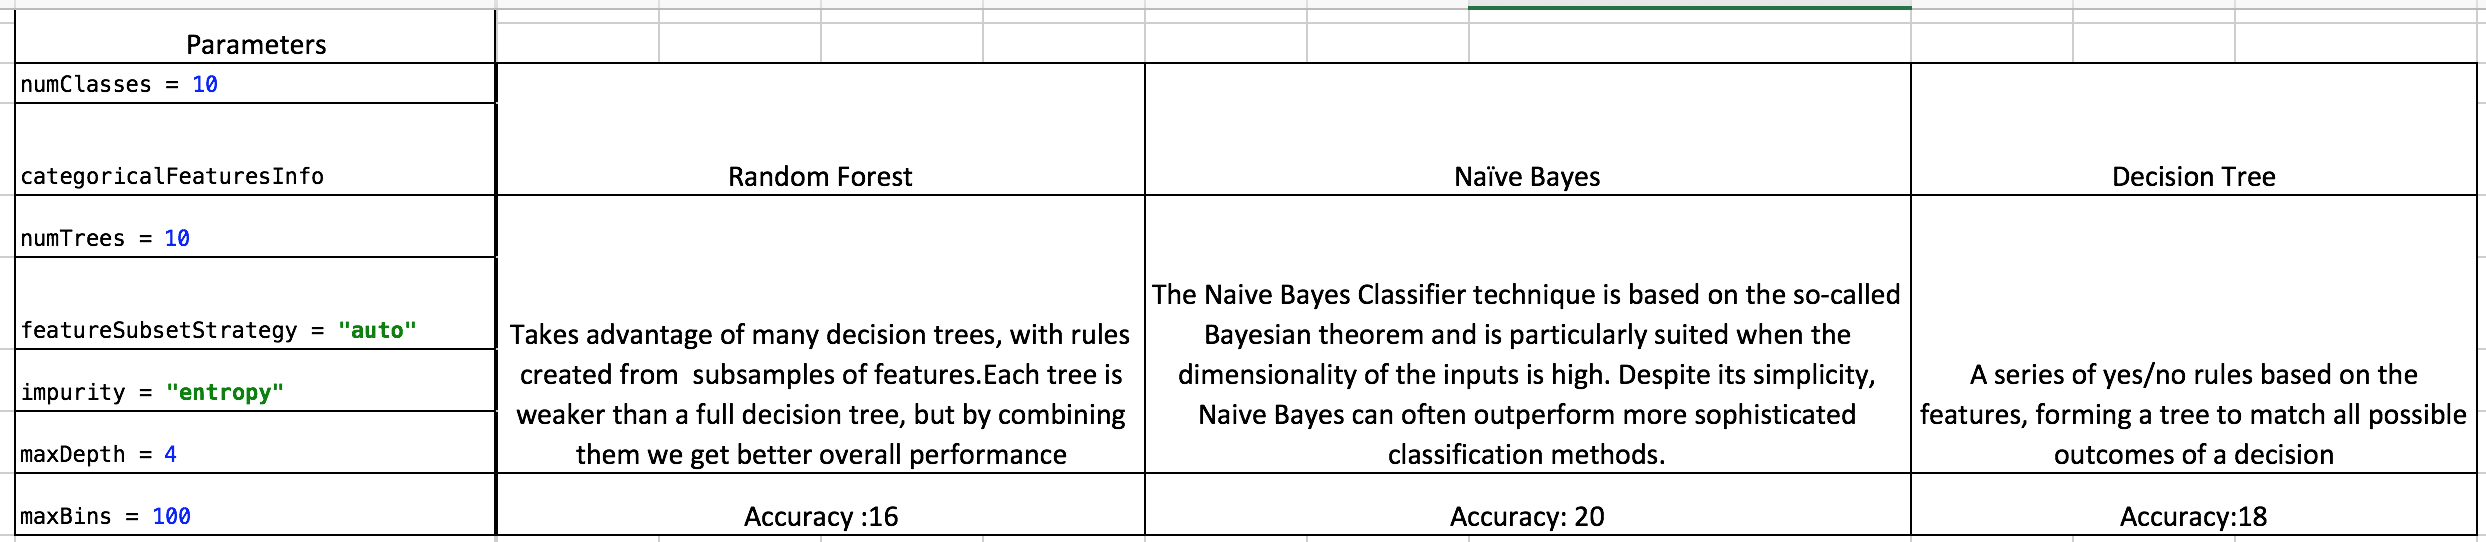 Parameters
numClasses = 10
categoricalFeaturesInfo
Random Forest
Naïve Bayes
Decision Tree
numTrees = 10
featureSubsetStrategy = "auto"
impurity = "entropy"
maxDepth = 4
Takes advantage of many decision trees, with rules
created from  subsamples of features.Each tree is
weaker than a full decision tree, but by combining
them we get better overall performance
The Naive Bayes Classifier technique is based on the so-called
Bayesian theorem and is particularly suited when the
dimensionality of the inputs is high. Despite its simplicity,
Naive Bayes can often outperform more sophisticated
classification methods.
A series of yes/no rules based on the
features, forming a tree to match all possible
outcomes of a decision
maxBins = 100
Accuracy :16
Accuracy: 20
Accuracy:18